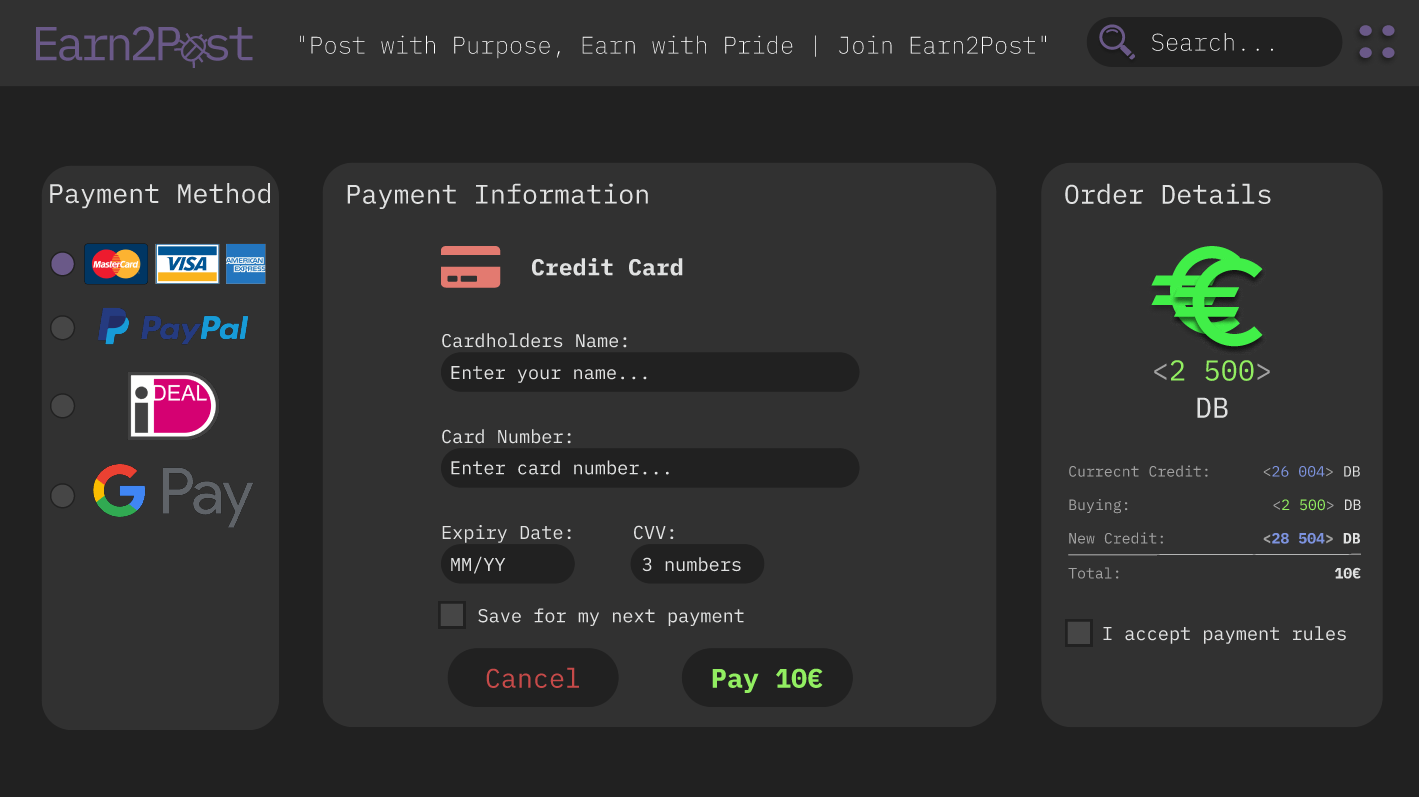 Earn2Post
"Post with Purpose, Earn with Pride | Join Earn2Post"
Search...
Payment Method
MasterCard VISA AMERICAN EXPRESS
PayPal
iDEAL
G Pay
Payment Information
Credit Card
Cardholders Name:
Enter your name...
Card Number:
Enter card number...
Expiry Date: CVV:
MM/YY 3 numbers
Save for my next payment
Cancel Pay 10€
Order Details
€€
<2 500>
DB
Currecnt Credit: <26 004> DB
Buying: <2 500> DB
New Credit: <28 504> DB
Total: 10€
I accept payment rules